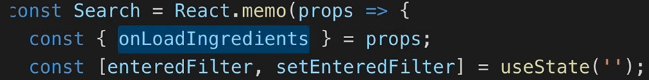 const Search = React.memo(props => {
const { onLoadIngredients } = props;
const [enteredFilter, setEnteredFilter] = useState('');